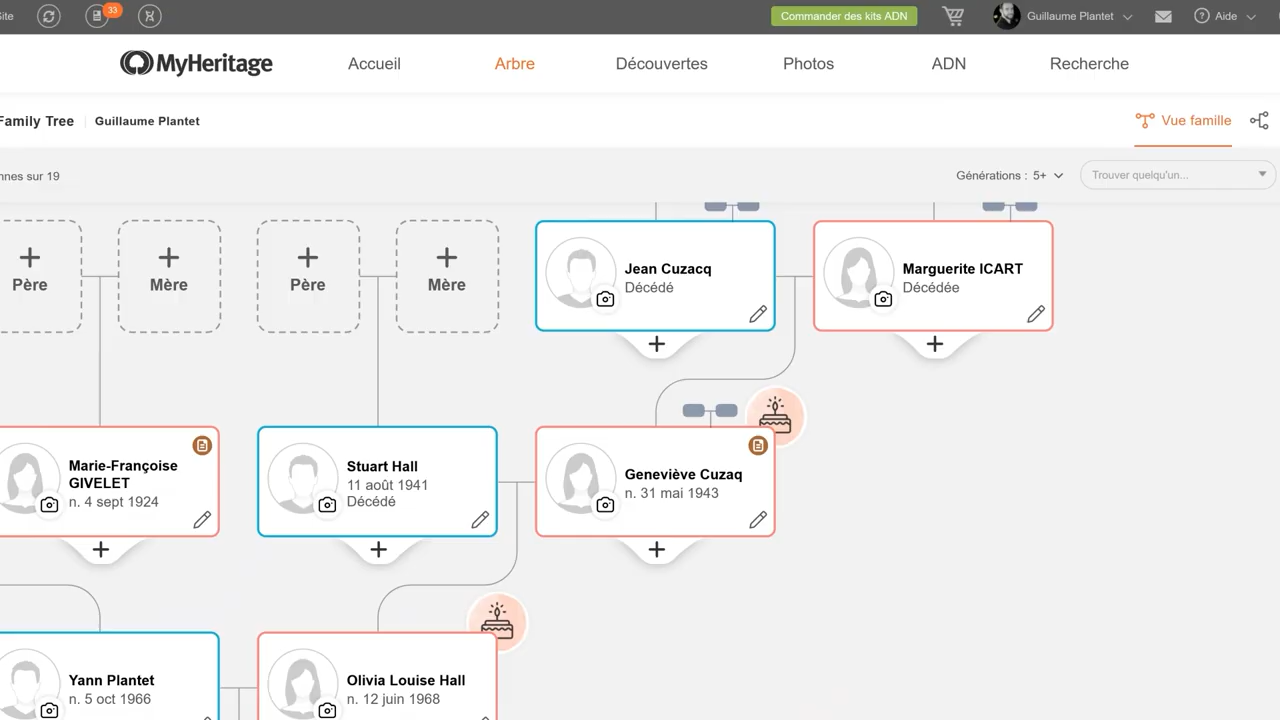 Site
33
Commander des kits ADN
Guillaume Plantet
Aide
MyHeritage
Accueil
Arbre
Découvertes
Photos
ADN
Recherche
Family Tree
Guillaume Plantet
Vue famille
nnes sur 19
Générations : 5+
Trouver quelqu'un...
Père
Mère
Père
Mère
Jean Cuzacq
Décédé
Marguerite ICART
Décédée
Marie-Françoise
GIVELET
n. 4 sept 1924
Stuart Hall
11 août 1941
Décédé
Geneviève Cuzaq
n. 31 mai 1943
Yann Plantet
n. 5 oct 1966
Olivia Louise Hall
n. 12 juin 1968